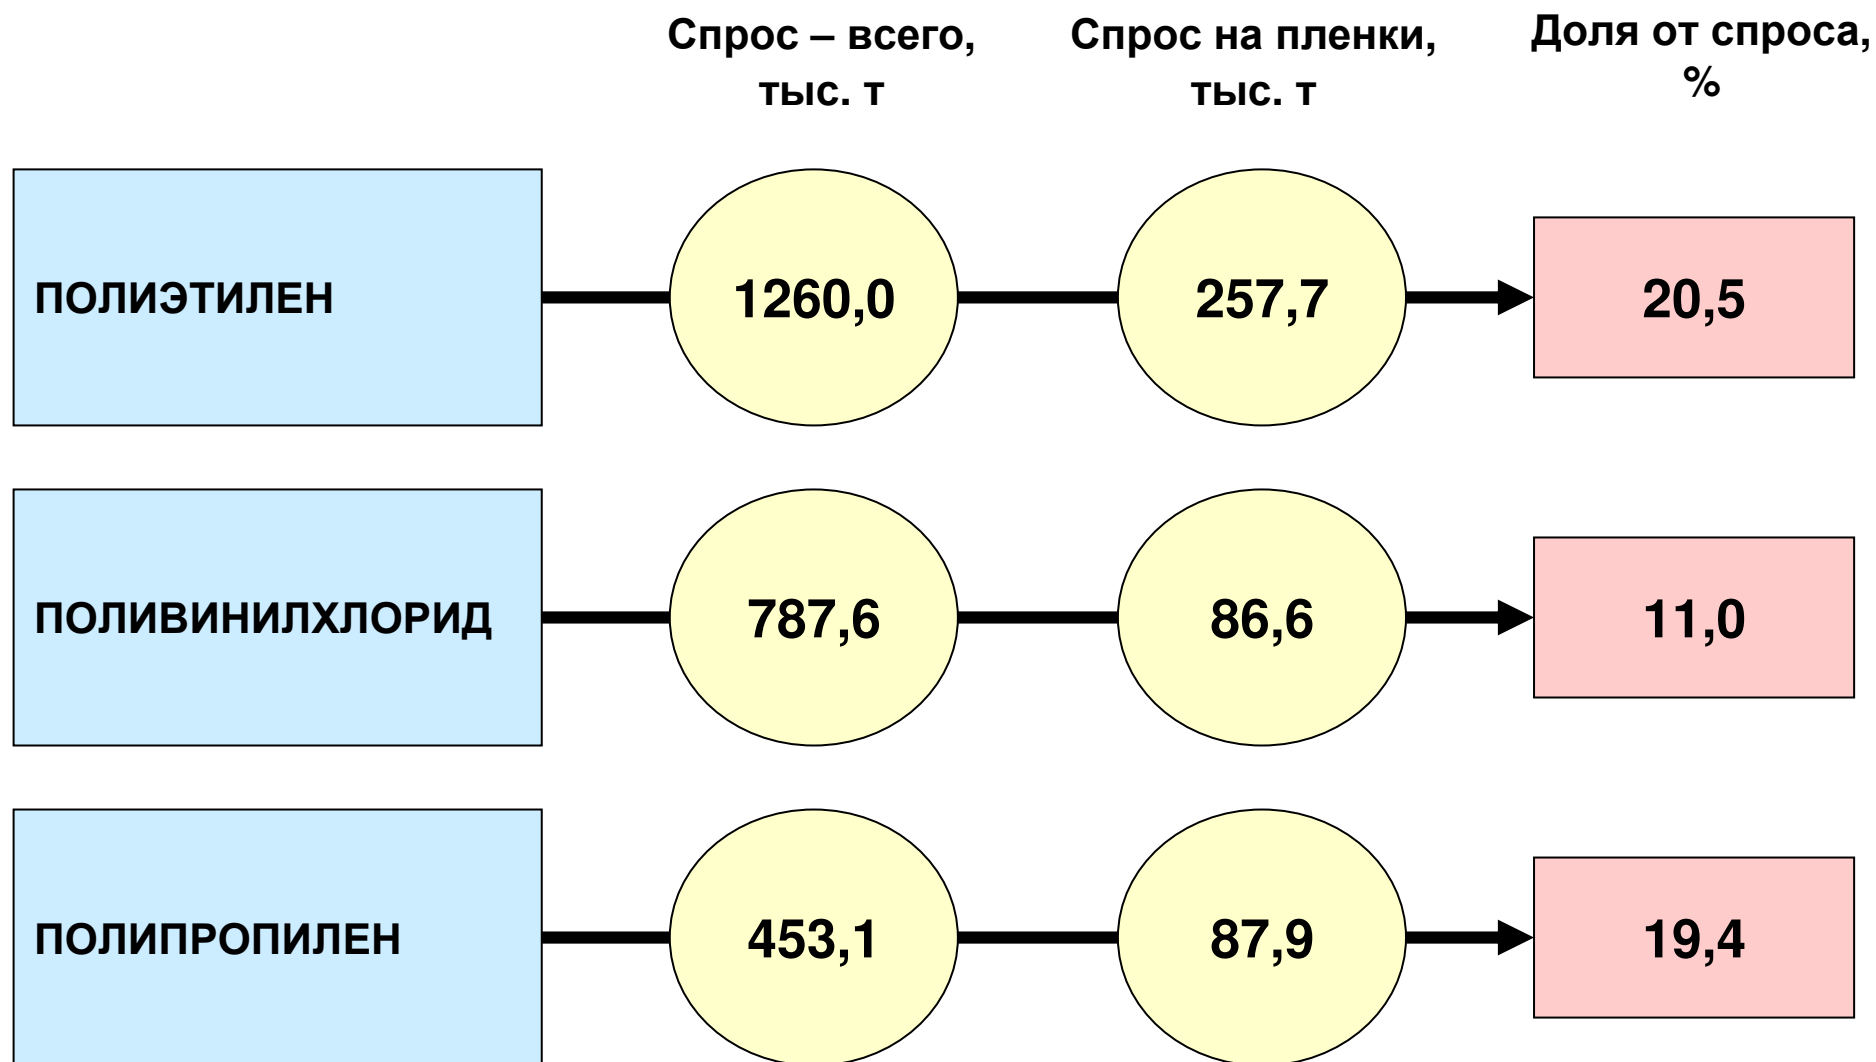 Спрос – всего,
тыс. т
Спрос на пленки,
тыс. т
Доля от спроса,
%
ПОЛИЭТИЛЕН
1260,0
257,7
20,5
ПОЛИВИНИЛХЛОРИД
787,6
86,6
11,0
ПОЛИПРОПИЛЕН
453,1
87,9
19,4